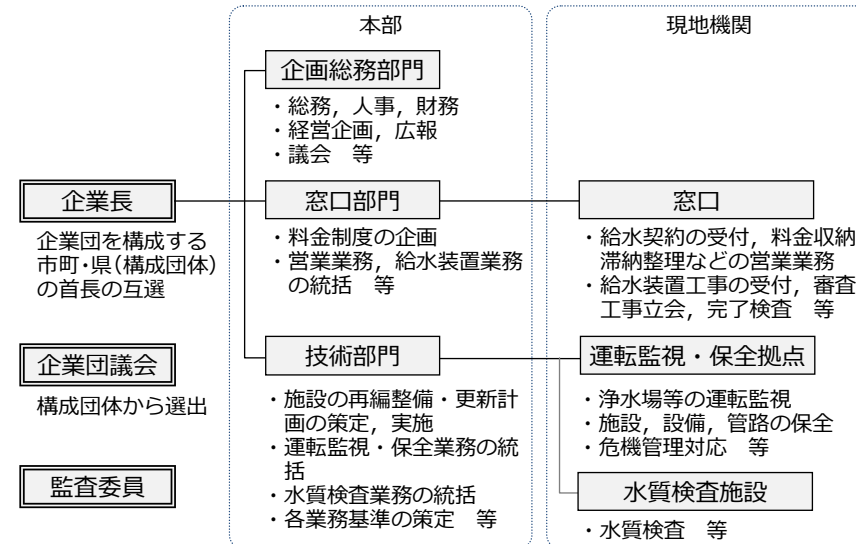 本部
現地機関
企画総務部門
・総務，人事，財務
・経営企画，広報
・議会　等
企業長
企業団を構成する
市町・県（構成団体）
の首長の互選
窓口部門
・料金制度の企画
・営業業務，給水装置業務
の統括　等
窓口
・給水契約の受付，料金収納
滞納整理などの営業業務
・給水装置工事の受付，審査
工事立会，完了検査　等
企業団議会
構成団体から選出
技術部門
・施設の再編整備・更新計
画の策定，実施
・運転監視・保全業務の統
括
・水質検査業務の統括
・各業務基準の策定　等
運転監視・保全拠点
・浄水場等の運転監視
・施設，設備，管路の保全
・危機管理対応　等
監査委員
水質検査施設
・水質検査　等